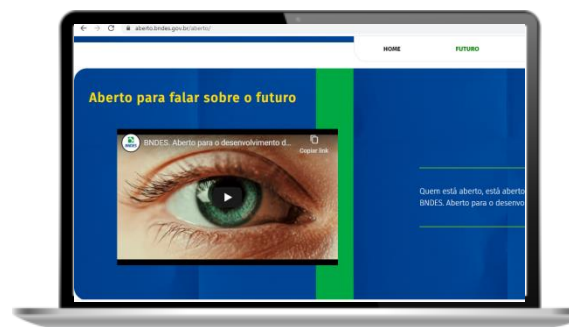 aberto.bndes.gov.br/aberto/
HOME
FUTURO
Aberto para falar sobre o futuro
BNDES
BNDES. Aberto para o desenvolvimento d...
Copiar link
Quem está aberto, está aberto
BNDES. Aberto para o desenvo